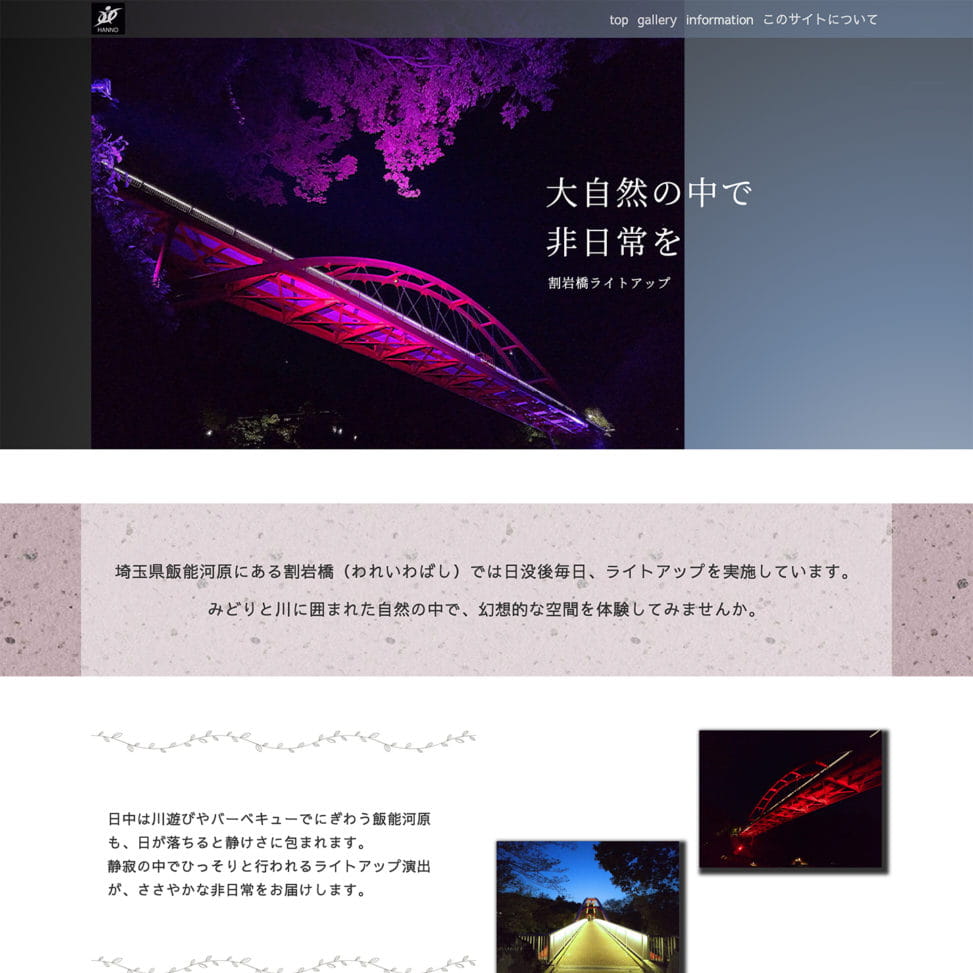 HANNO
top gallery information このサイトについて
大自然の中で
非日常を
割岩橋ライトアップ
埼玉県飯能河原にある割岩橋（われいわばし）では日没後毎日、ライトアップを実施しています。
みどりと川に囲まれた自然の中で、幻想的な空間を体験してみませんか。
日中は川遊びやバーベキューでにぎわう飯能河原
も、日が落ちると静けさに包まれます。
静寂の中でひっそりと行われるライトアップ演出
が、ささやかな非日常をお届けします。